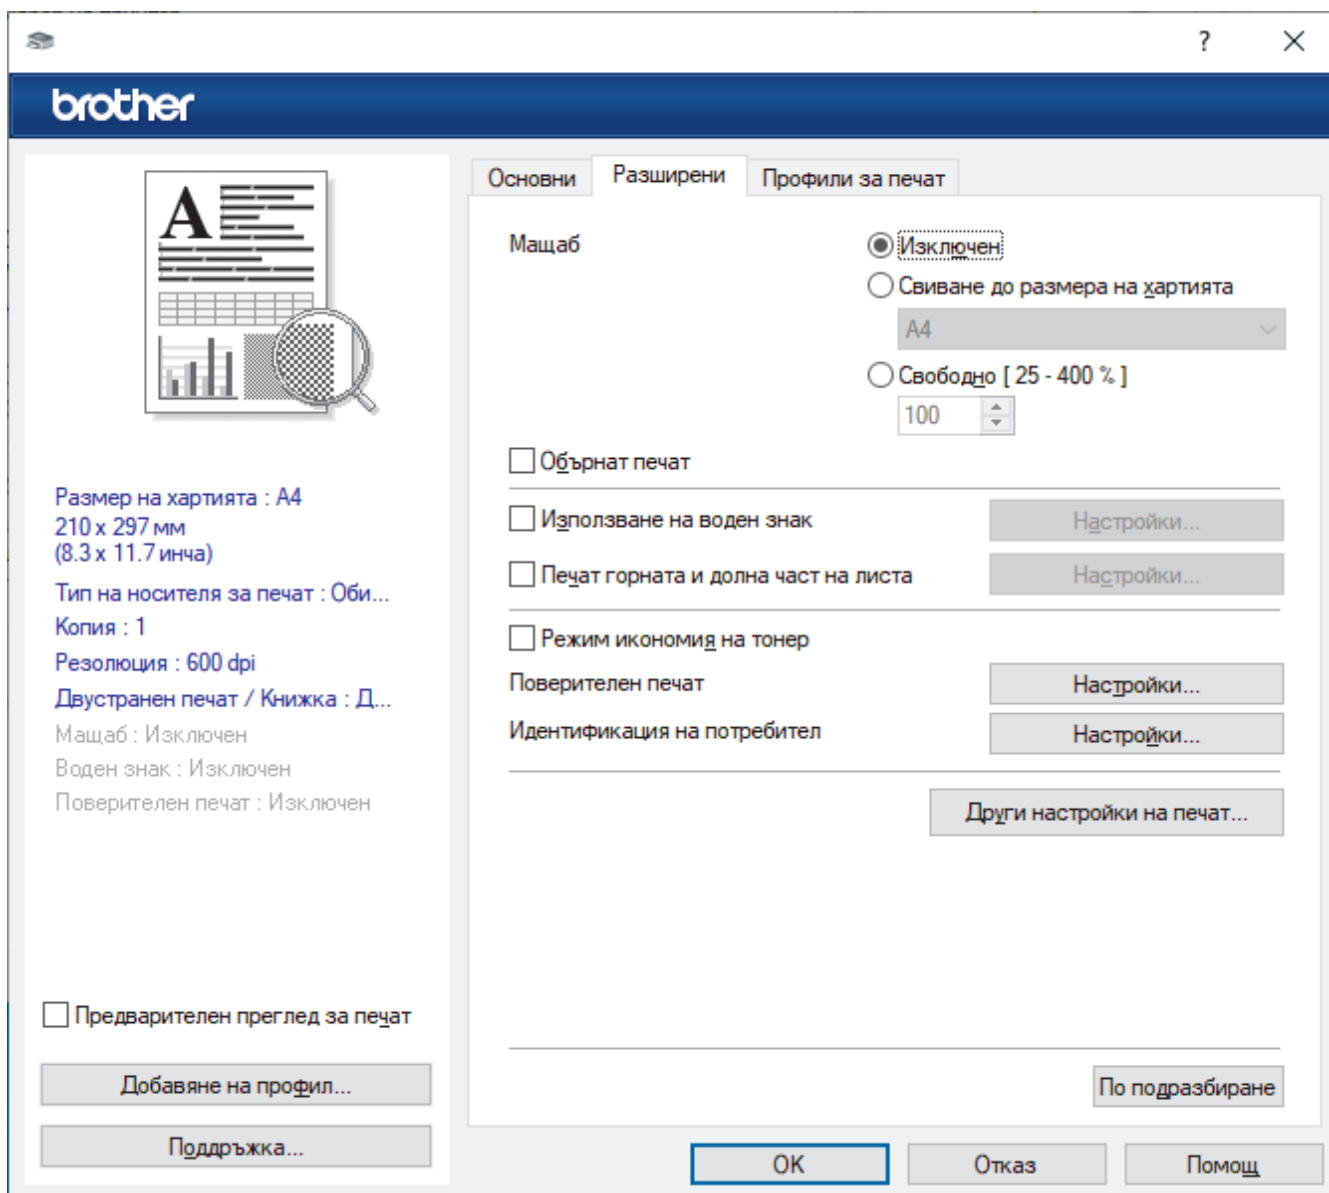 ?
brother
Основни Разширени Профили за печат
A
Мащаб
Изключен
Свиване до размера на хартията
A4
Свободно [ 25 - 400 % ]
100
Обърнат печат
Използване на воден знак Настройки...
Печат горната и долна част на листа Настройки...
Режим икономия на тонер
Поверителен печат Настройки...
Идентификация на потребител Настройки...
Други настройки на печат...
По подразбиране
Размер на хартията : A4
210 x 297 мм
(8.3 x 11.7 инча)
Тип на носителя за печат : Оби...
Копия : 1
Резолюция : 600 dpi
Двустранен печат / Книжка : Д...
Мащаб : Изключен
Воден знак : Изключен
Поверителен печат : Изключен
Предварителен преглед за печат
Добавяне на профил...
Поддръжка...
OK Отказ Помощ